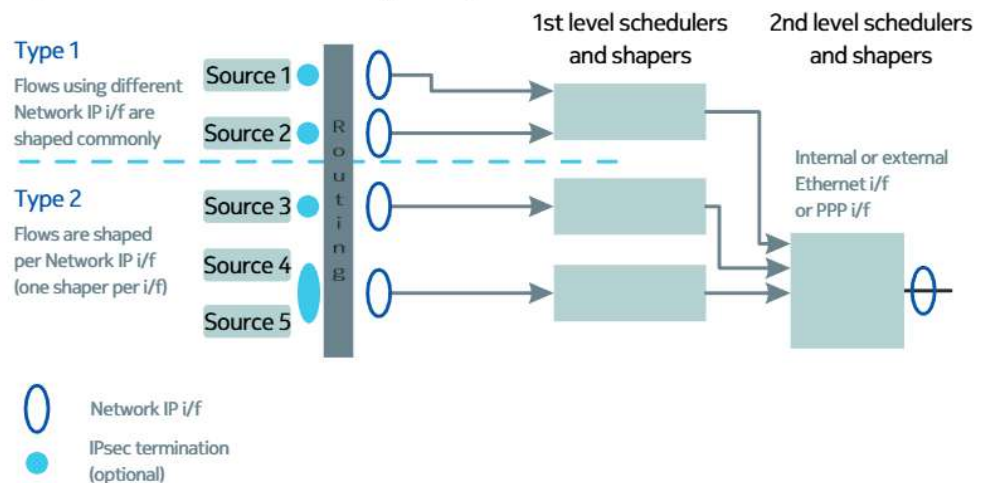 1st level schedulers
and shapers
2nd level schedulers
and shapers
Type 1
Flows using different
Network IP i/f are
shaped commonly
Source 1
Source 2
Type 2
Flows are shaped
per Network IP i/f
(one shaper per i/f)
Source 3
Source 4
Source 5
Routing
Internal or external
Ethernet i/f
or PPP i/f
Network IP i/f
IPsec termination
(optional)